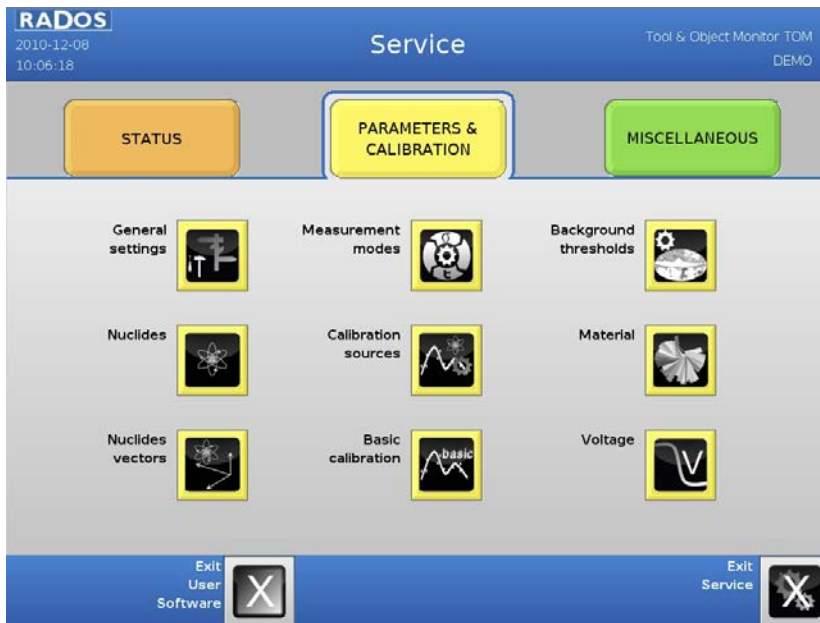 RADOS
2010-12-08
10:06:18
Service
Tool & Object Monitor TOM
DEMO
STATUS
PARAMETERS &
CALIBRATION
MISCELLANEOUS
General
settings
Measurement
modes
Background
thresholds
Nuclides
Calibration
sources
Material
Nuclides
vectors
Basic
calibration
basic
Voltage
V
Exit
User
Software
X
Exit
Service
X